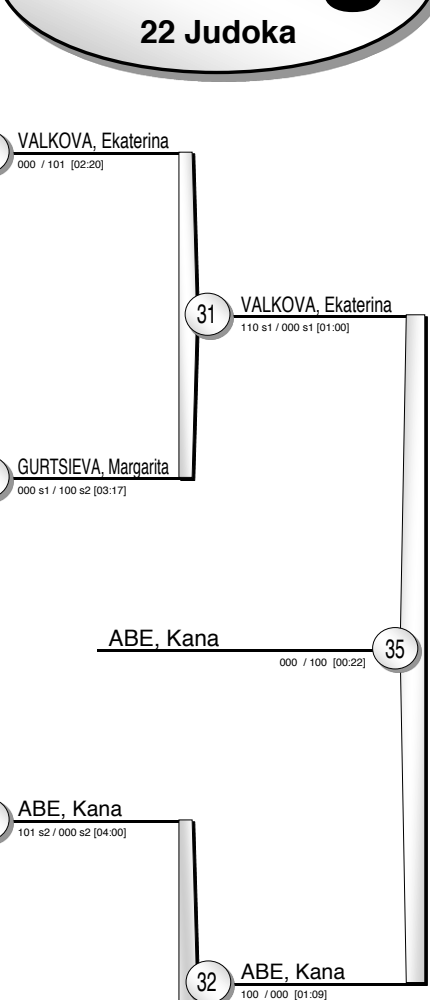 22 Judoka
VALKOVA, Ekaterina
000 / 101 [02:20]
31
VALKOVA, Ekaterina
110 s1 / 000 s1 [01:00]
GURTSIEVA, Margarita
000 s1 / 100 s2 [03:17]
ABE, Kana
35
000 / 100 [00:22]
ABE, Kana
101 s2 / 000 s2 [04:00]
32
ABE, Kana
100 / 000 [01:09]